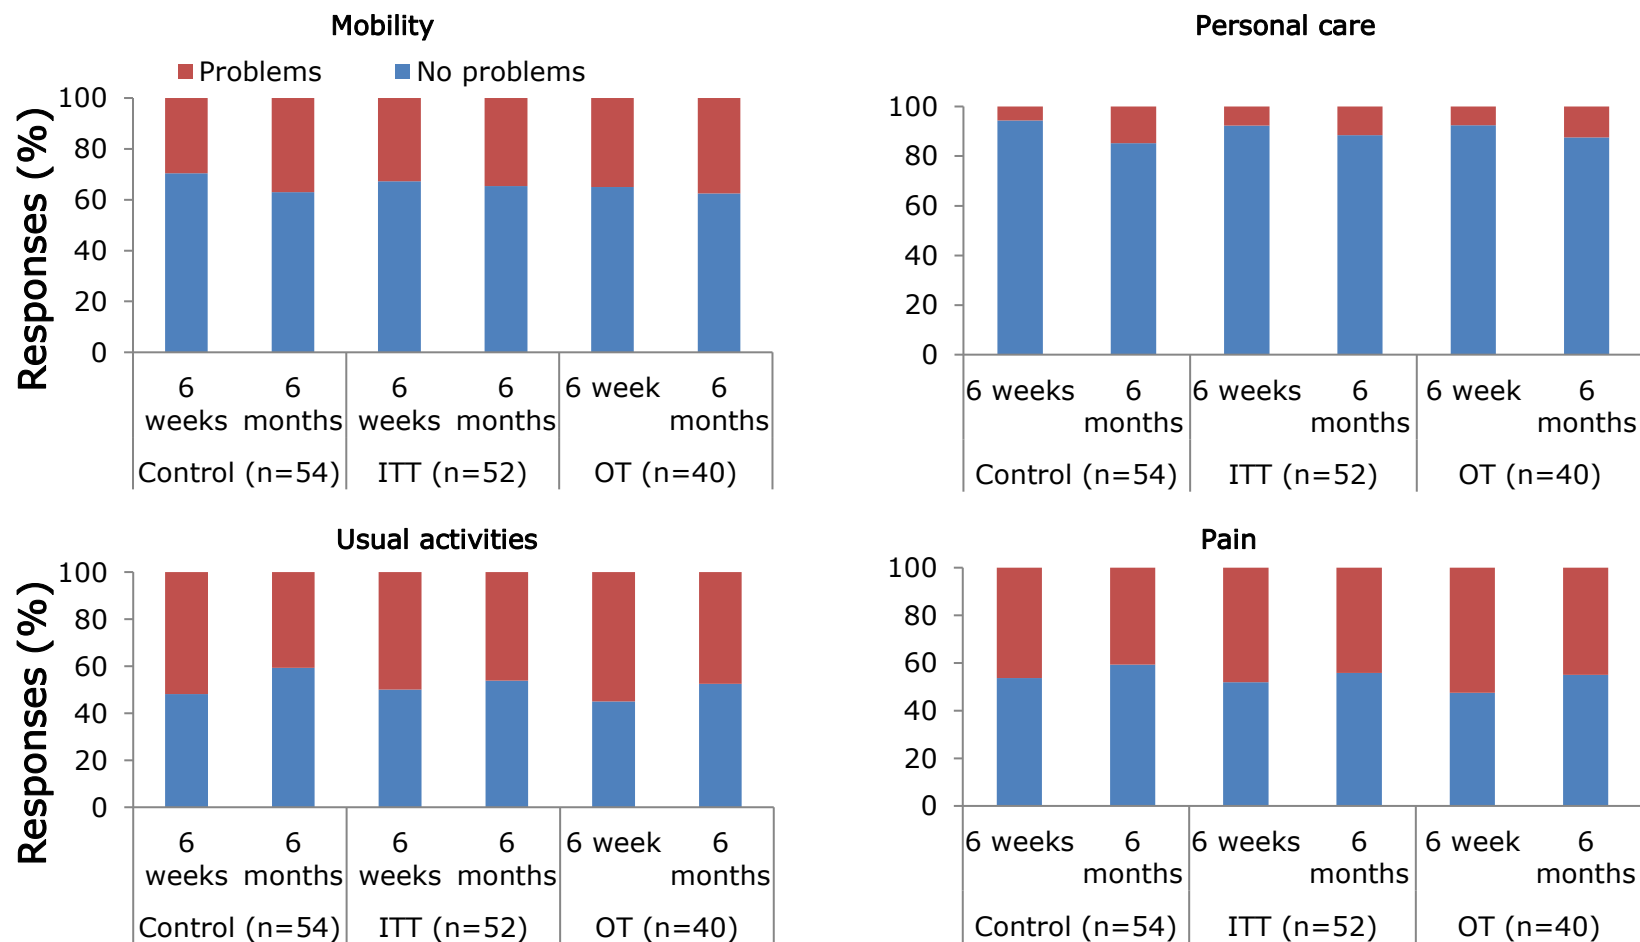 Mobility
Problems No problems
Responses (%)
100
80
60
40
20
0
6 weeks 6 months 6 weeks 6 months 6 week 6 months
Control (n=54) ITT (n=52) OT (n=40)
Personal care
100
80
60
40
20
0
6 weeks 6 months 6 weeks 6 months 6 week 6 months
Control (n=54) ITT (n=52) OT (n=40)
Usual activities
Responses (%)
100
80
60
40
20
0
6 weeks 6 months 6 weeks 6 months 6 week 6 months
Control (n=54) ITT (n=52) OT (n=40)
Pain
100
80
60
40
20
0
6 weeks 6 months 6 weeks 6 months 6 week 6 months
Control (n=54) ITT (n=52) OT (n=40)